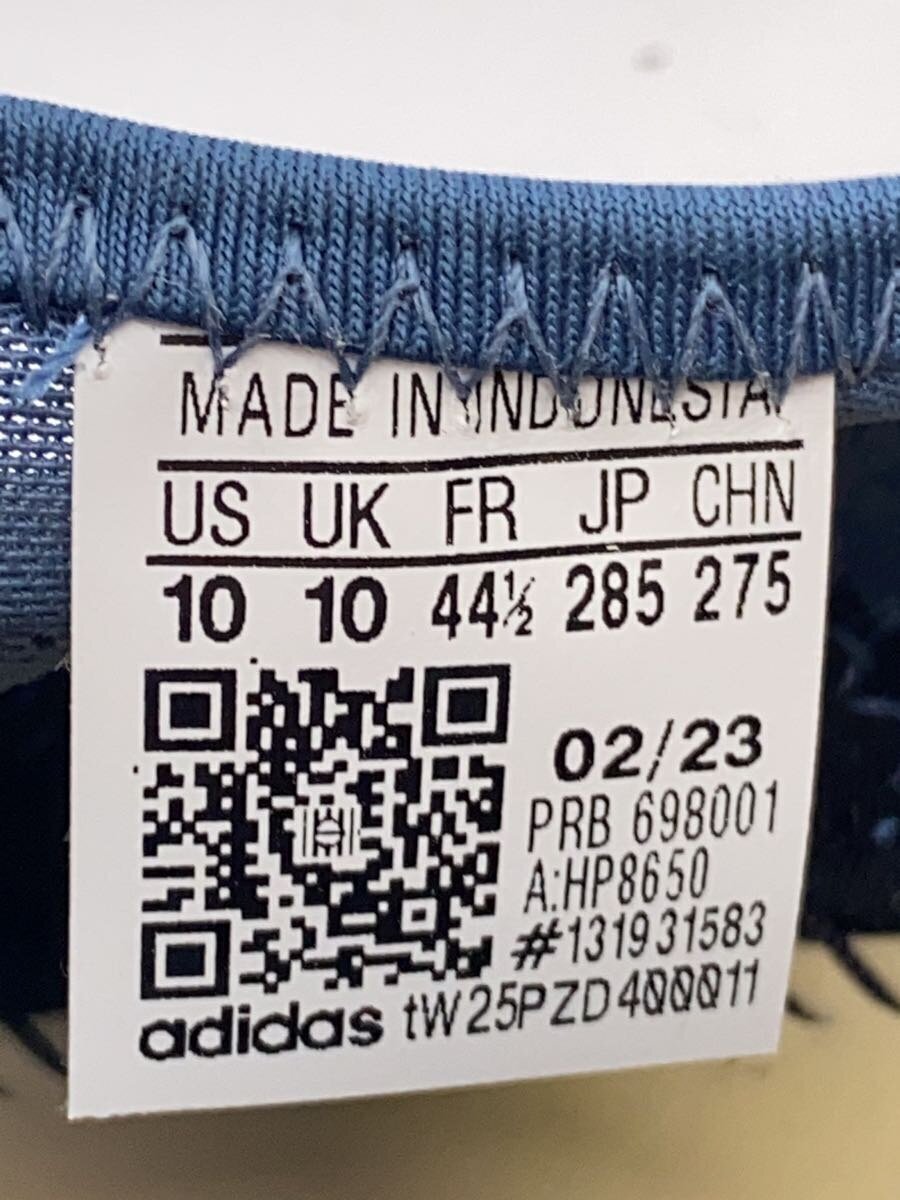 MADE IN INDONESIA
US UK FR JP CHN
10 10 44½ 285 275
02/23
PRB 698001
A:HP8650
#131931583
adidas tW25PZD400011